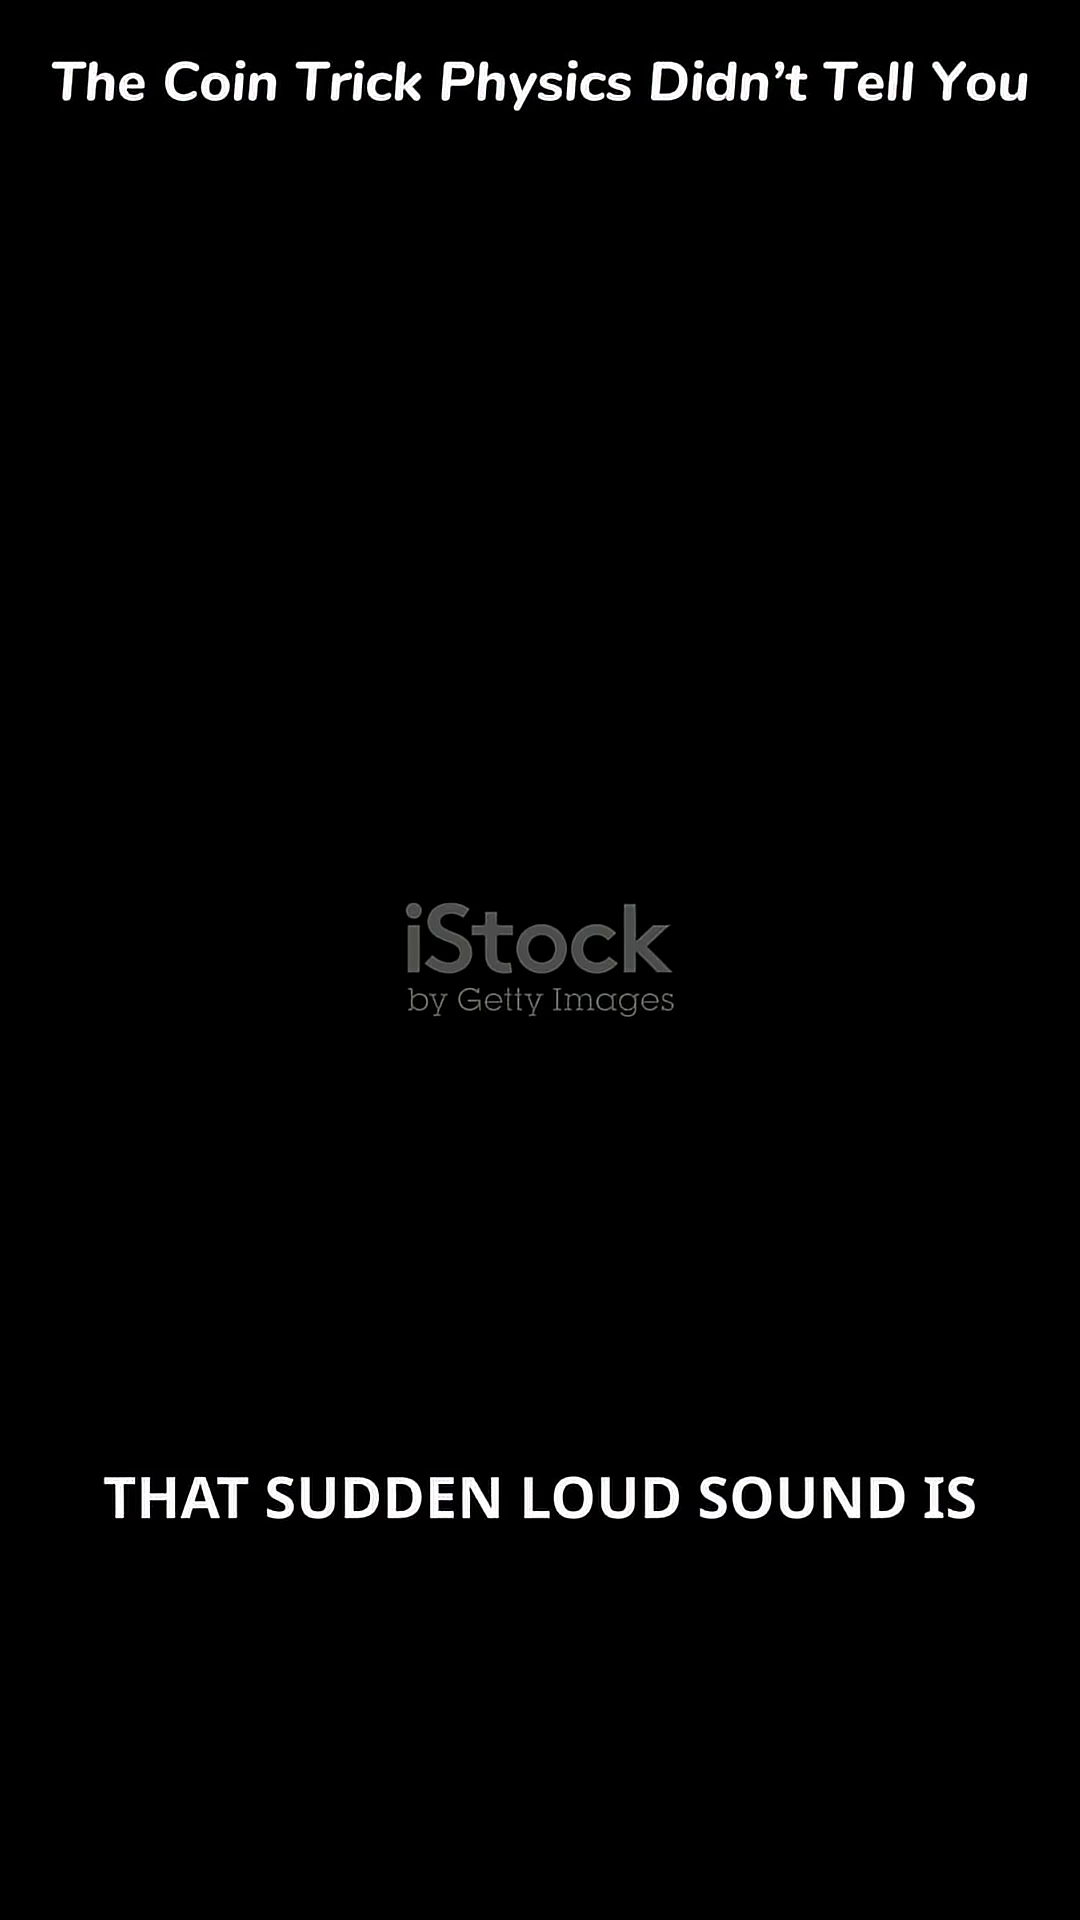 The Coin Trick Physics Didn’t Tell You
iStock
by Getty Images
THAT SUDDEN LOUD SOUND IS